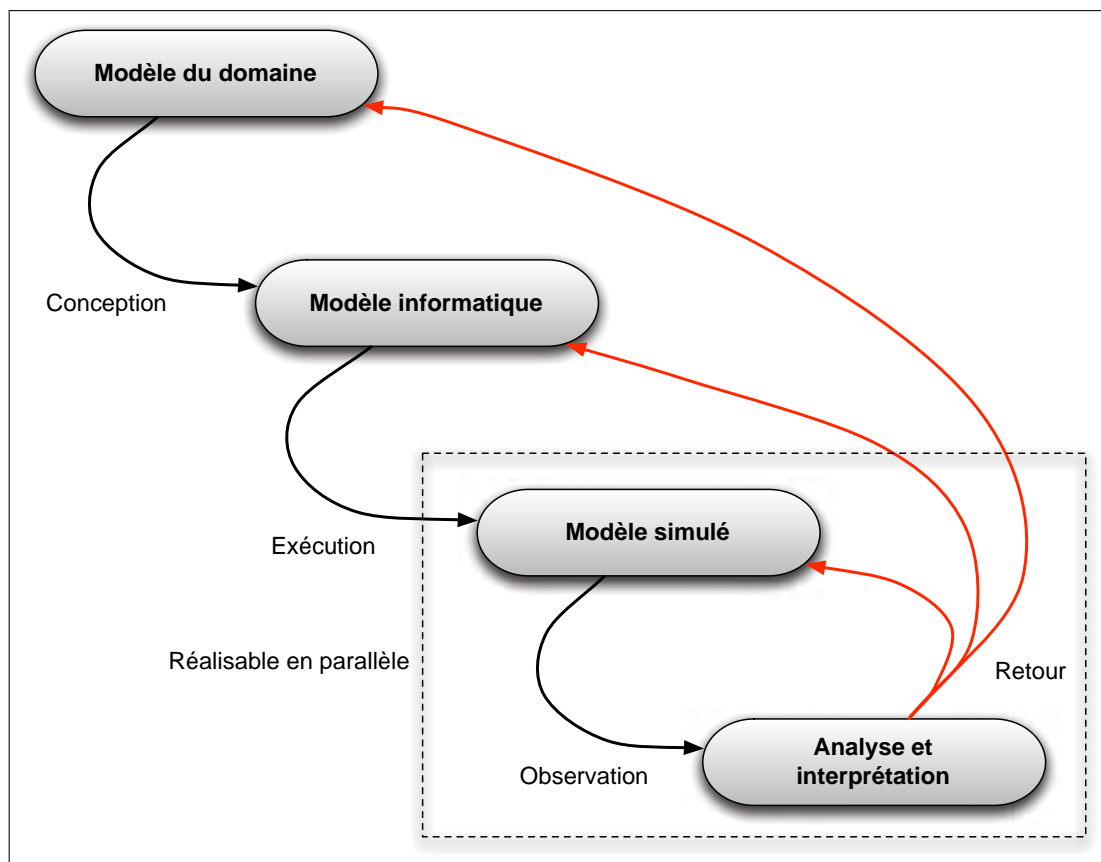 Modèle du domaine
Conception
Modèle informatique
Exécution
Modèle simulé
Réalisable en parallèle
Retour
Observation
Analyse et
interprétation